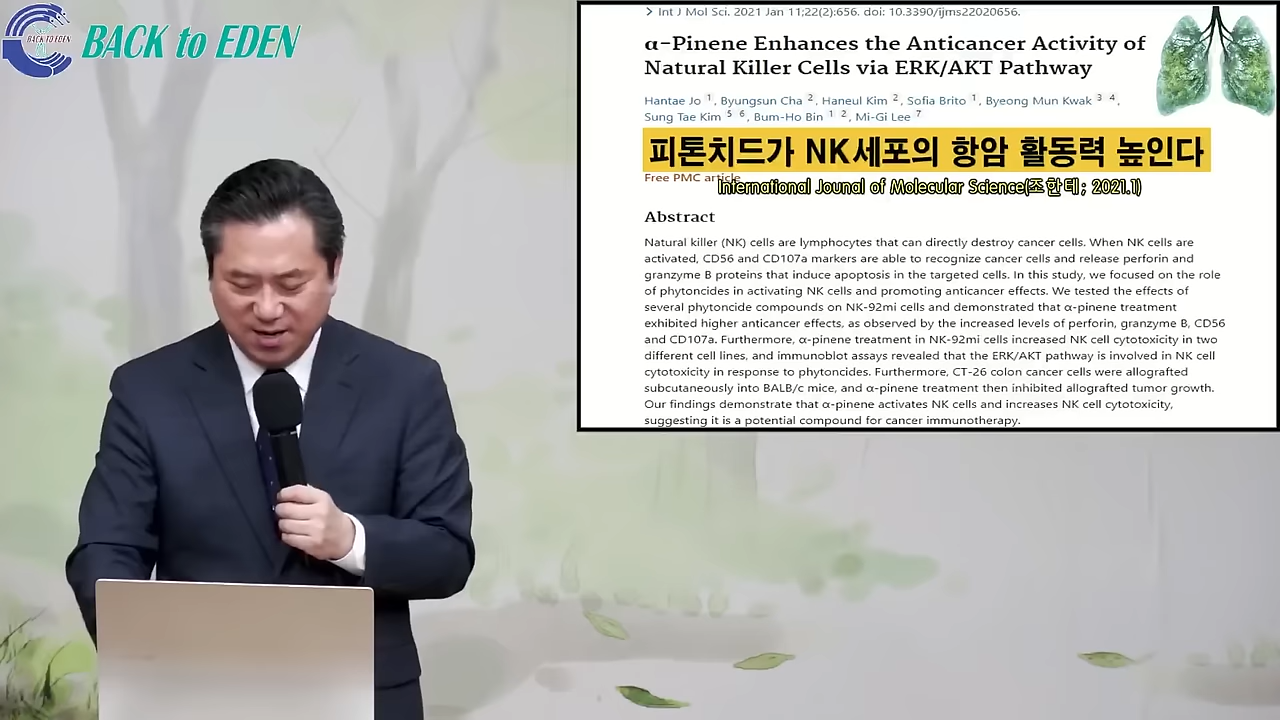 BACK TO EDEN
BACK to EDEN
> Int J Mol Sci. 2021 Jan 11;22(2):656. doi: 10.3390/ijms22020656.
α-Pinene Enhances the Anticancer Activity of
Natural Killer Cells via ERK/AKT Pathway
Hantae Jo 1, Byungsun Cha 2, Haneul Kim 2, Sofia Brito 1, Byeong Mun Kwak 3 4,
Sung Tae Kim 5 6, Bum-Ho Bin 1 2, Mi-Gi Lee 7
피톤치드가 NK세포의 항암 활동력 높인다
Free PMC article
International Jounal of Molecular Science(조한태; 2021.1)
Abstract
Natural killer (NK) cells are lymphocytes that can directly destroy cancer cells. When NK cells are
activated, CD56 and CD107a markers are able to recognize cancer cells and release perforin and
granzyme B proteins that induce apoptosis in the targeted cells. In this study, we focused on the role
of phytoncides in activating NK cells and promoting anticancer effects. We tested the effects of
several phytoncide compounds on NK-92mi cells and demonstrated that α-pinene treatment
exhibited higher anticancer effects, as observed by the increased levels of perforin, granzyme B, CD56
and CD107a. Furthermore, α-pinene treatment in NK-92mi cells increased NK cell cytotoxicity in two
different cell lines, and immunoblot assays revealed that the ERK/AKT pathway is involved in NK cell
cytotoxicity in response to phytoncides. Furthermore, CT-26 colon cancer cells were allografted
subcutaneously into BALB/c mice, and α-pinene treatment then inhibited allografted tumor growth.
Our findings demonstrate that α-pinene activates NK cells and increases NK cell cytotoxicity,
suggesting it is a potential compound for cancer immunotherapy.